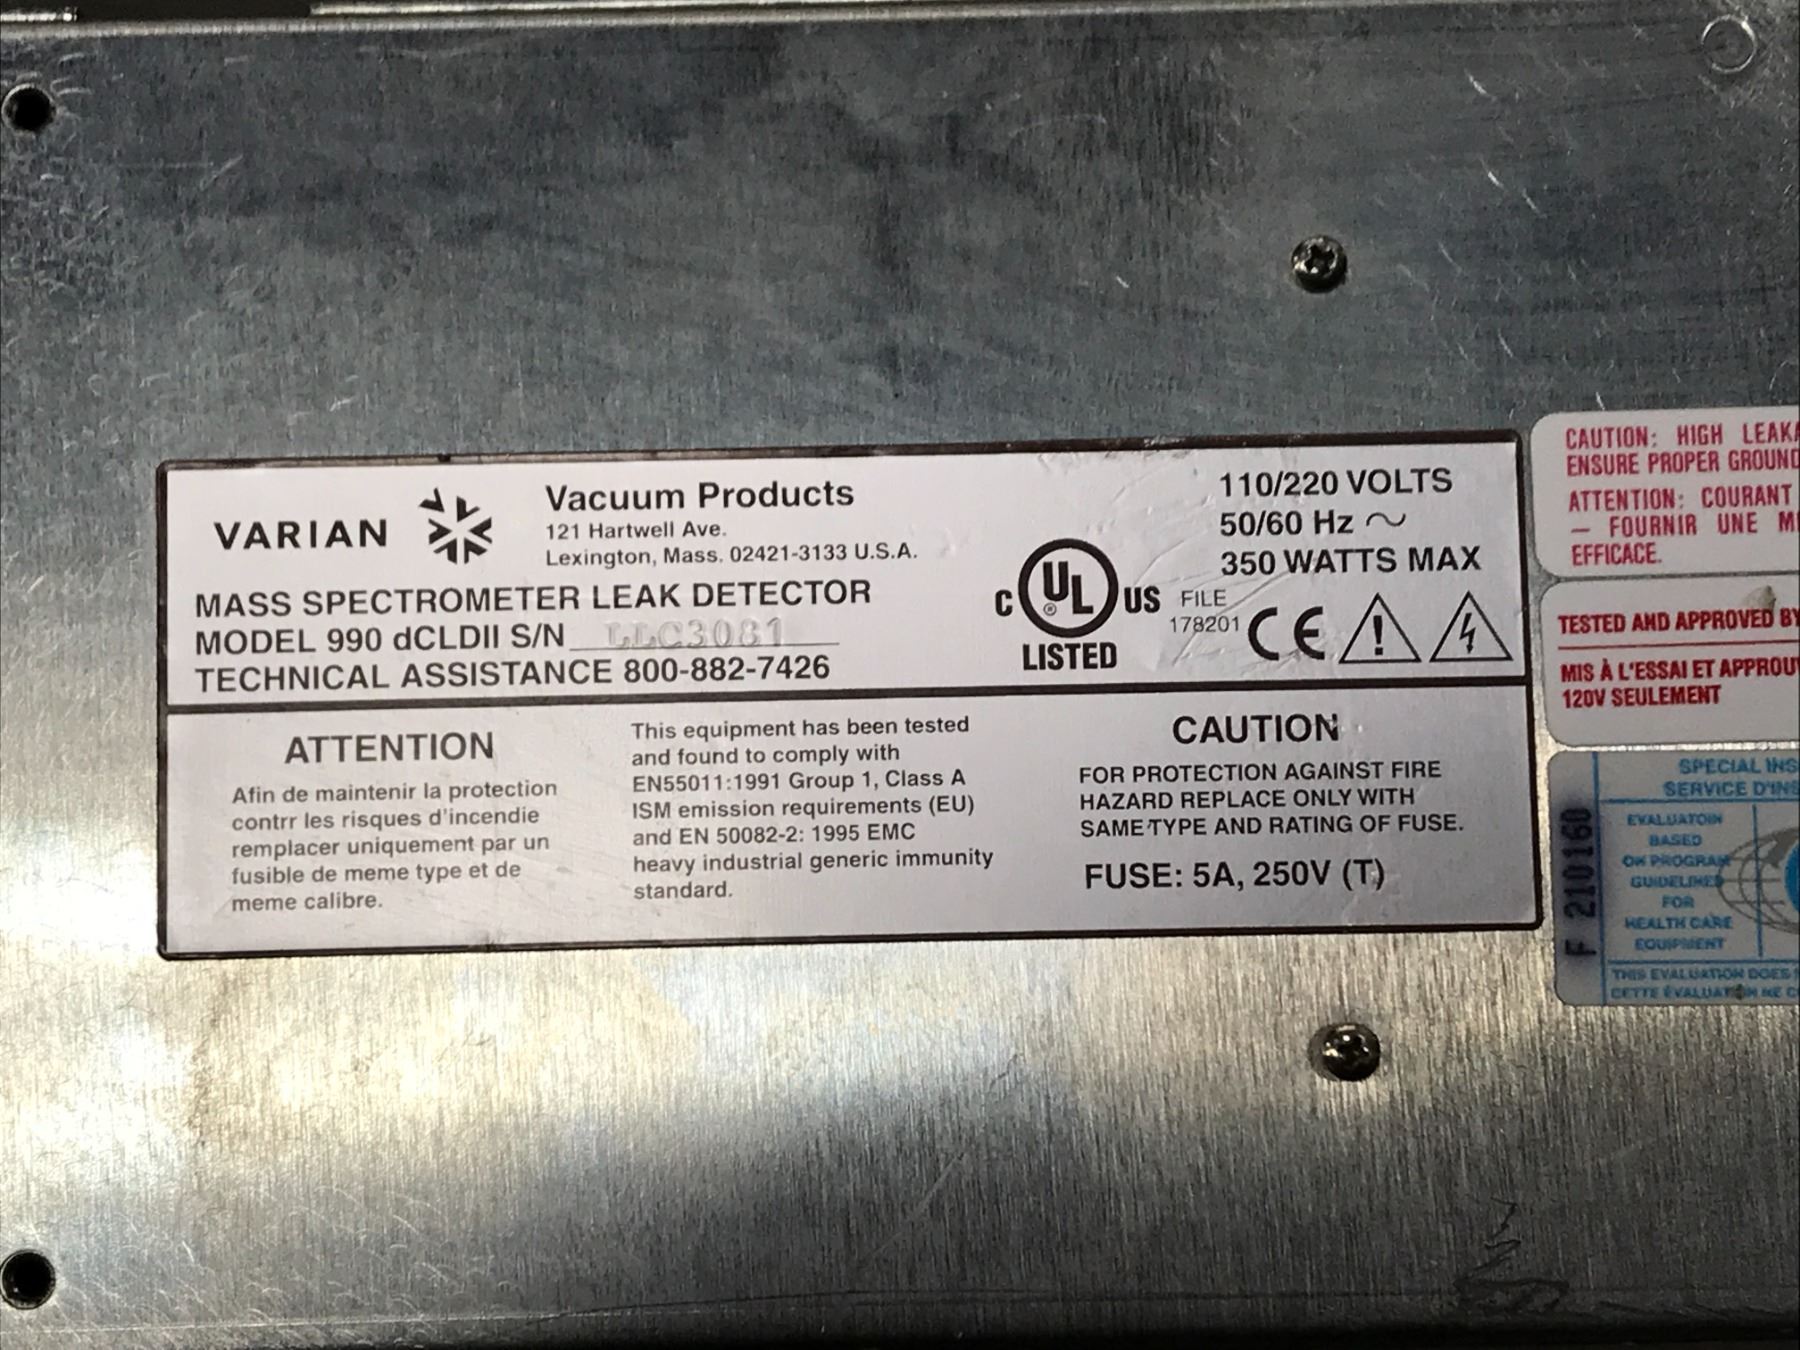 VARIAN
Vacuum Products
121 Hartwell Ave.
Lexington, Mass. 02421-3133 U.S.A.
MASS SPECTROMETER LEAK DETECTOR
MODEL 990 dCLDII S/N LLC3081
TECHNICAL ASSISTANCE 800-882-7426
C UL ® US
LISTED
FILE
178201
110/220 VOLTS
50/60 Hz ~
350 WATTS MAX
CE
ATTENTION
Afin de maintenir la protection
contrr les risques d'incendie
remplacer uniquement par un
fusible de meme type et de
meme calibre.
This equipment has been tested
and found to comply with
EN55011:1991 Group 1, Class A
ISM emission requirements (EU)
and EN 50082-2: 1995 EMC
heavy industrial generic immunity
standard.
CAUTION
FOR PROTECTION AGAINST FIRE
HAZARD REPLACE ONLY WITH
SAME TYPE AND RATING OF FUSE.
FUSE: 5A, 250V (T)
CAUTION: HIGH
ENSURE PROPER
ATTENTION: COURANT
— FOURNIR UNE
EFFICACE.
TESTED AND APPROVED BY
MIS À L'ESSAI ET
120V SEULEMENT
F 210160
SPECIAL
SERVICE
EVALUATOIN
BASED
ON PROGRAM
GUIDELINES
FOR
HEALTH CARE
EQUIPMENT
THIS EVALUATION DOES
CETTE ÉVALUATION NE